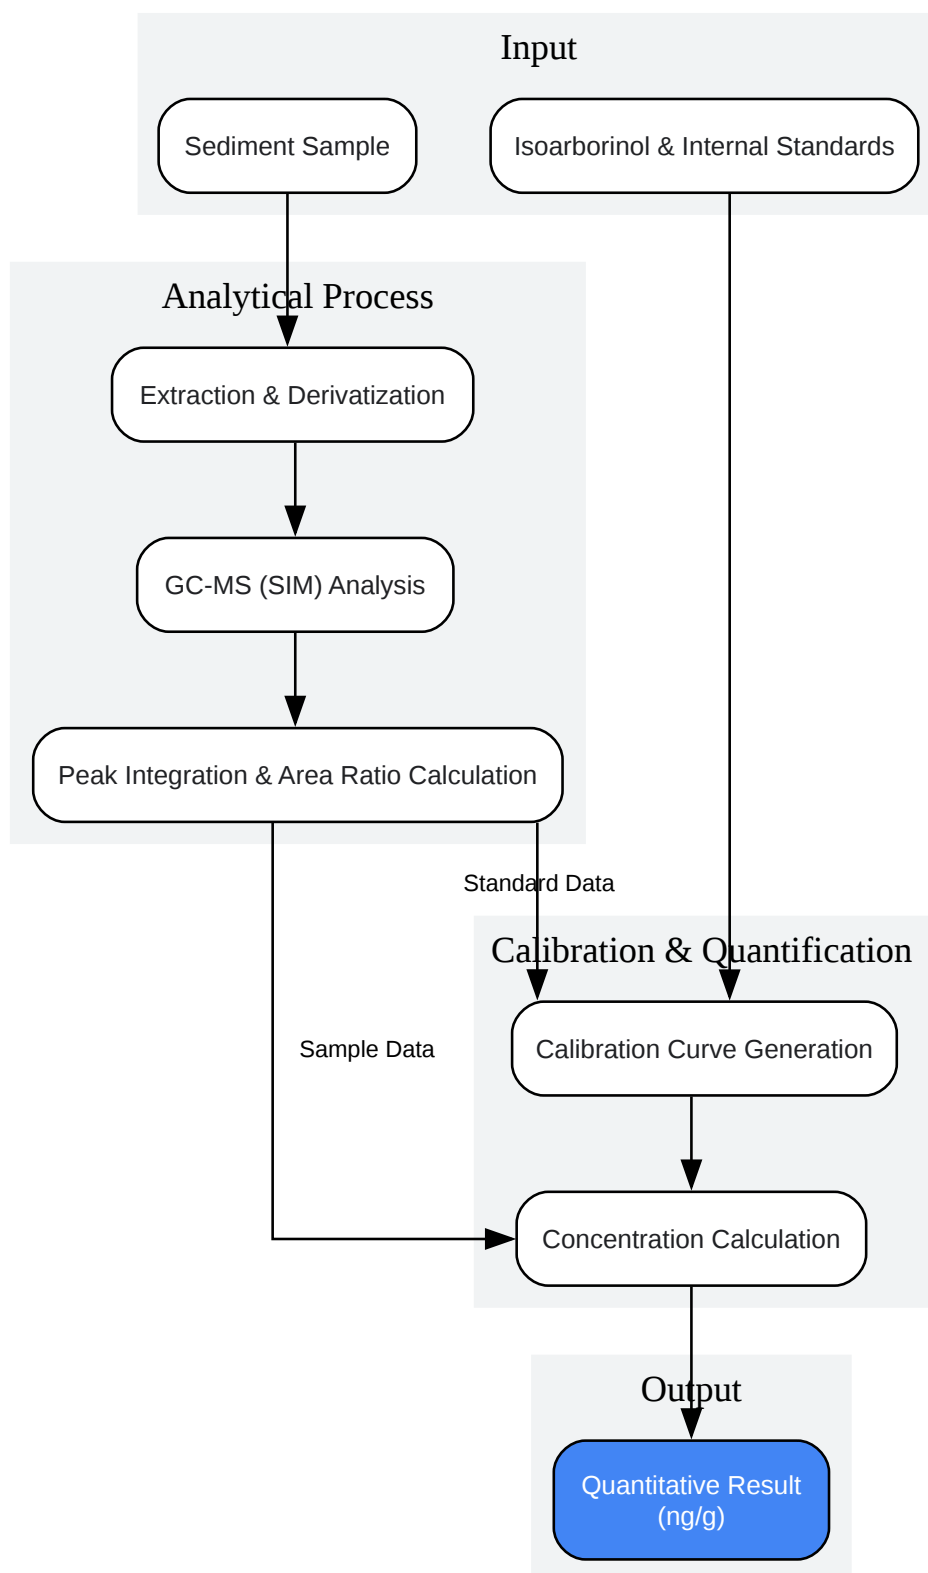 Input
Sediment Sample
Isoarborinol & Internal Standards
Analytical Process
Extraction & Derivatization
GC-MS (SIM) Analysis
Peak Integration & Area Ratio Calculation
Standard Data
Calibration & Quantification
Sample Data
Calibration Curve Generation
Concentration Calculation
Output
Quantitative Result
(ng/g)